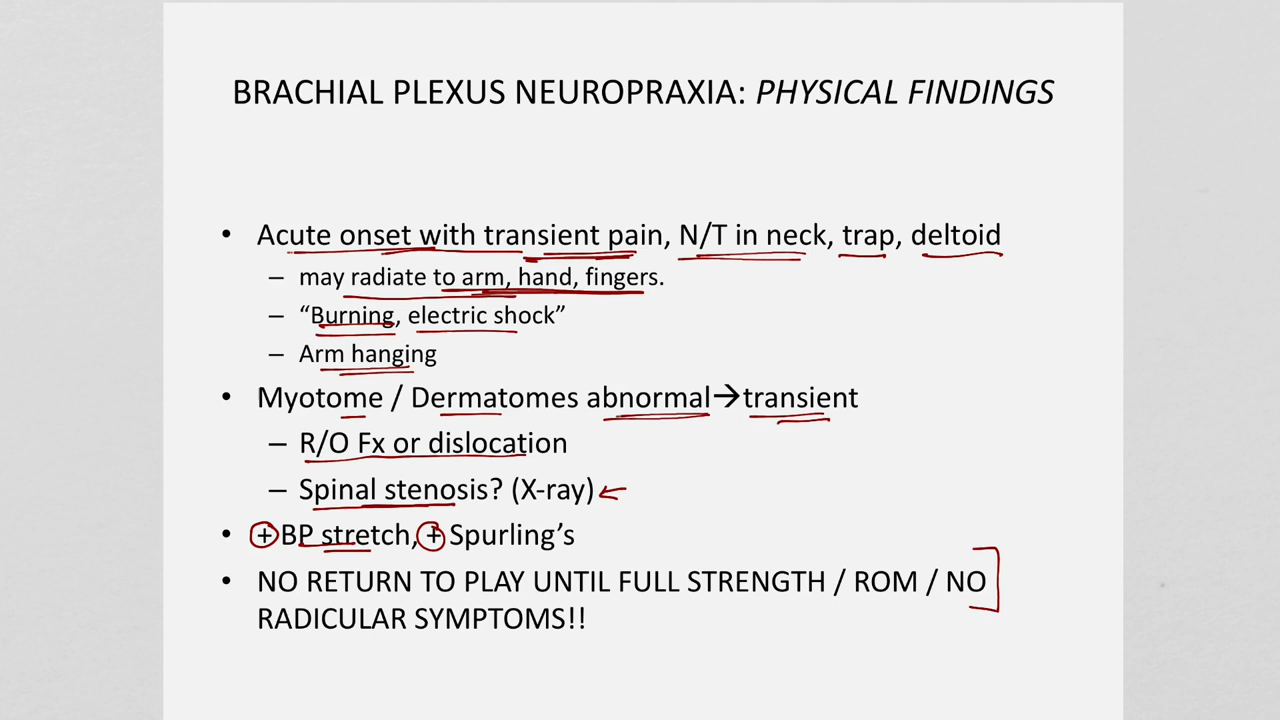 BRACHIAL PLEXUS NEUROPRAXIA: PHYSICAL FINDINGS
• Acute onset with transient pain, N/T in neck, trap, deltoid
– may radiate to arm, hand, fingers.
– “Burning, electric shock”
– Arm hanging
• Myotome / Dermatomes abnormal→transient
– R/O Fx or dislocation
– Spinal stenosis? (X-ray)
• +BP stretch, + Spurling’s
• NO RETURN TO PLAY UNTIL FULL STRENGTH / ROM / NO
RADICULAR SYMPTOMS!!